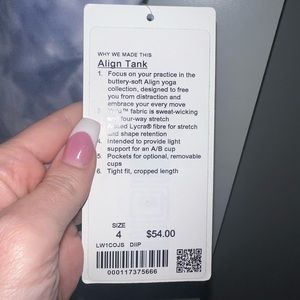 WHY WE MADE THIS
Align Tank
1. Focus on your practice in the
buttery-soft Align yoga
collection, designed to free
you from distraction and
embrace your every move
fabric is sweat-wicking
four-way stretch
Lycra® fibre for stretch
and shape retention
4. Intended to provide light
support for an A/B cup
5. Pockets for optional, removable
cups
6. Tight fit, cropped length
SIZE
4 $54.00
LW1COJS DIIP
000117375666